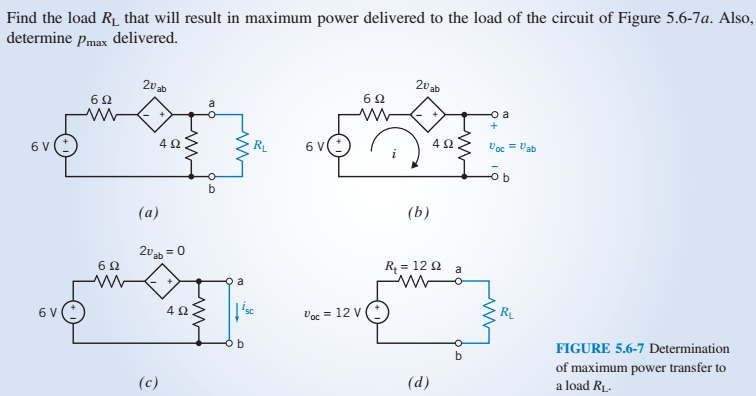 Find the load R_L that will result in maximum power delivered to the load of the circuit of Figure 5.6-7a. Also,
determine p_max delivered.
2v_ab
6 Ω
- +
a
6 V
+
-
4 Ω
R_L
b
(a)
2v_ab
6 Ω
- +
a
+
6 V
+
-
i
4 Ω
v_oc = v_ab
-
b
(b)
2v_ab = 0
6 Ω
- +
a
6 V
+
-
4 Ω
i_sc
b
(c)
R_t = 12 Ω
a
v_oc = 12 V
+
-
R_L
b
(d)
FIGURE 5.6-7 Determination
of maximum power transfer to
a load R_L.